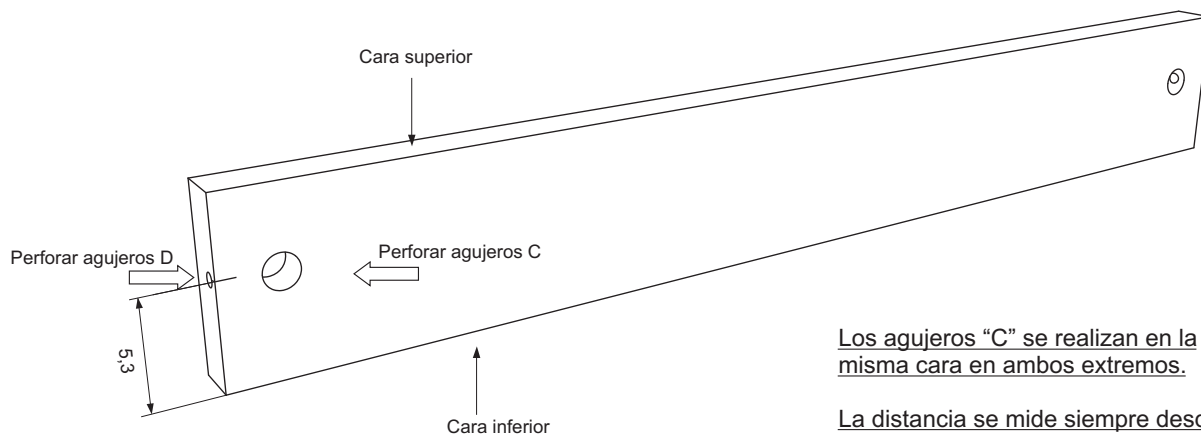 Cara superior
Perforar agujeros D
Perforar agujeros C
5,3
Los agujeros “C” se realizan en la
misma cara en ambos extremos.
La distancia se mide siempre
Cara inferior